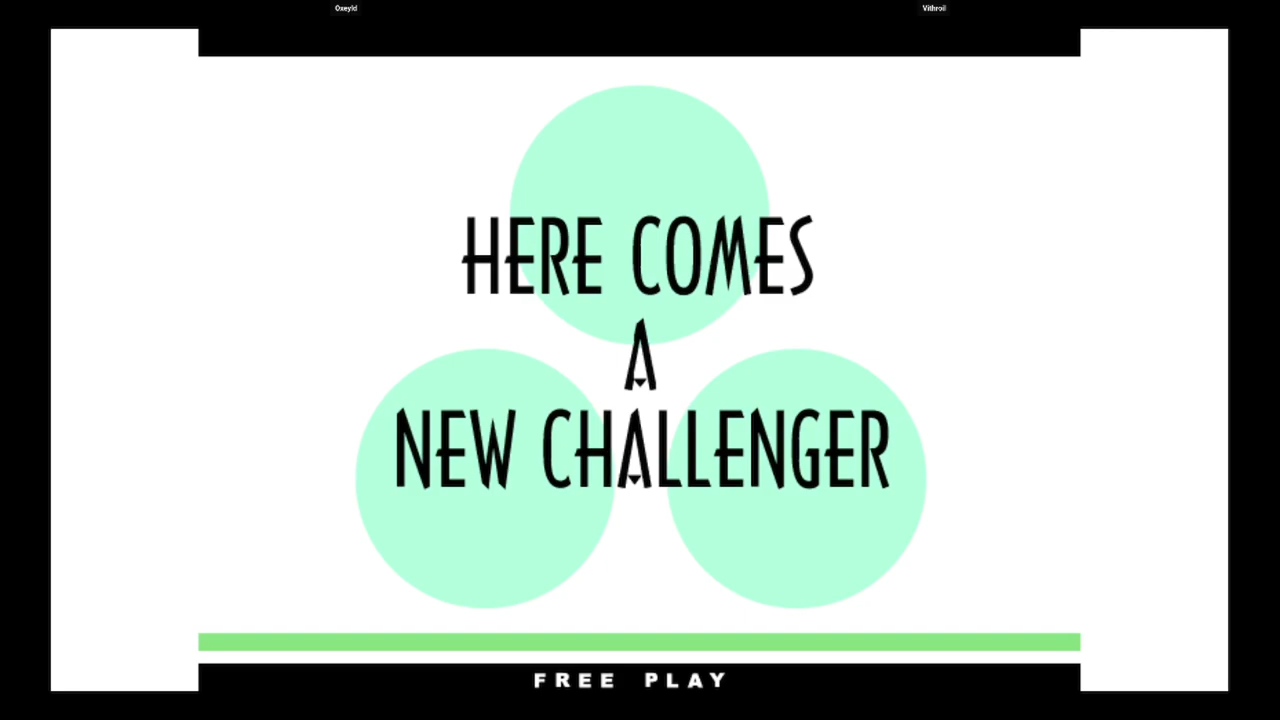 Oxeyld Vithroil
HERE COMES
A
NEW CHALLENGER
FREE PLAY